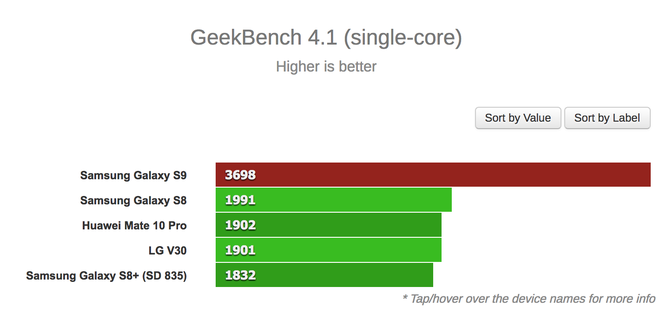 GeekBench 4.1 (single-core)
Higher is better
Sort by Value Sort by Label
Samsung Galaxy S9 3698
Samsung Galaxy S8 1991
Huawei Mate 10 Pro 1902
LG V30 1901
Samsung Galaxy S8+ (SD 835) 1832
* Tap/hover over the device names for more info